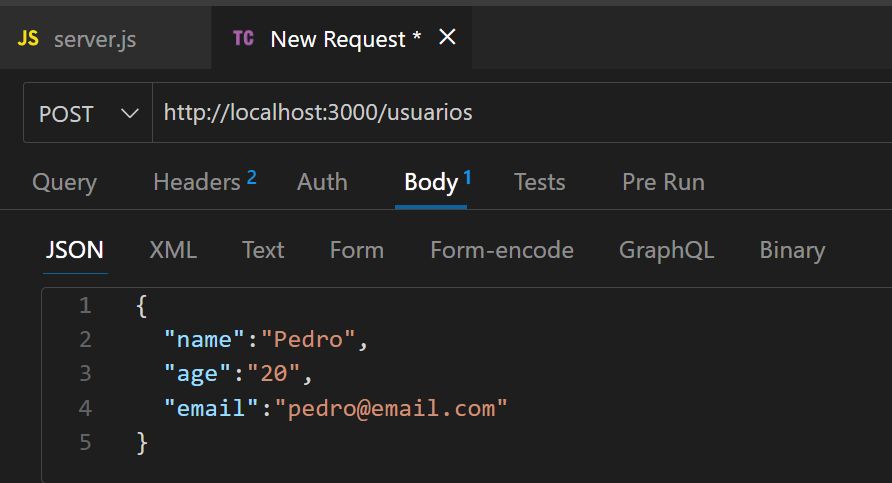 JS server.js TC New Request *
POST http://localhost:3000/usuarios
Query Headers 2 Auth Body 1 Tests Pre Run
JSON XML Text Form Form-encode GraphQL Binary
1 {
2 "name":"Pedro",
3 "age":"20",
4 "email":"pedro@email.com"
5 }